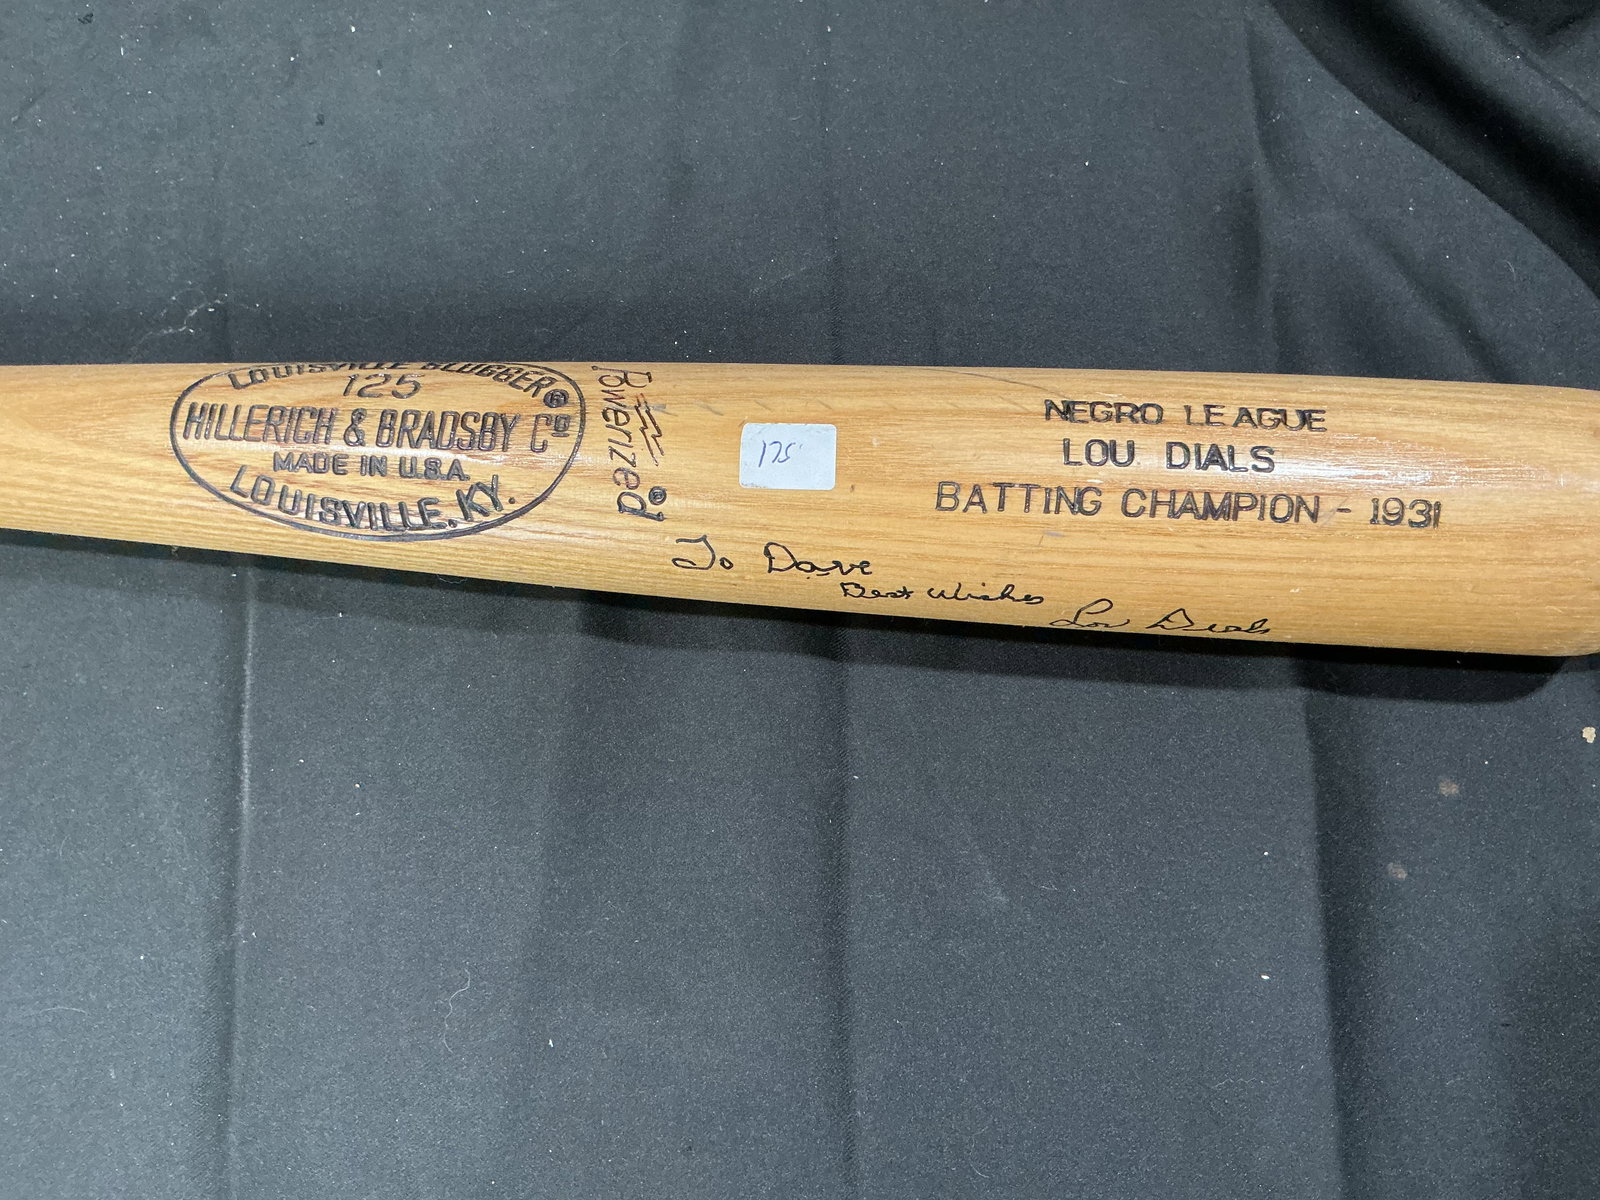 LOUISVILLE SLUGGER®
125
HILLERICH & BRADSBY Cº
MADE IN U.S.A.
LOUISVILLE, KY.
Powerized®
175
NEGRO LEAGUE
LOU DIALS
BATTING CHAMPION - 1931
To Dave
Best Wishes
Lou Dials